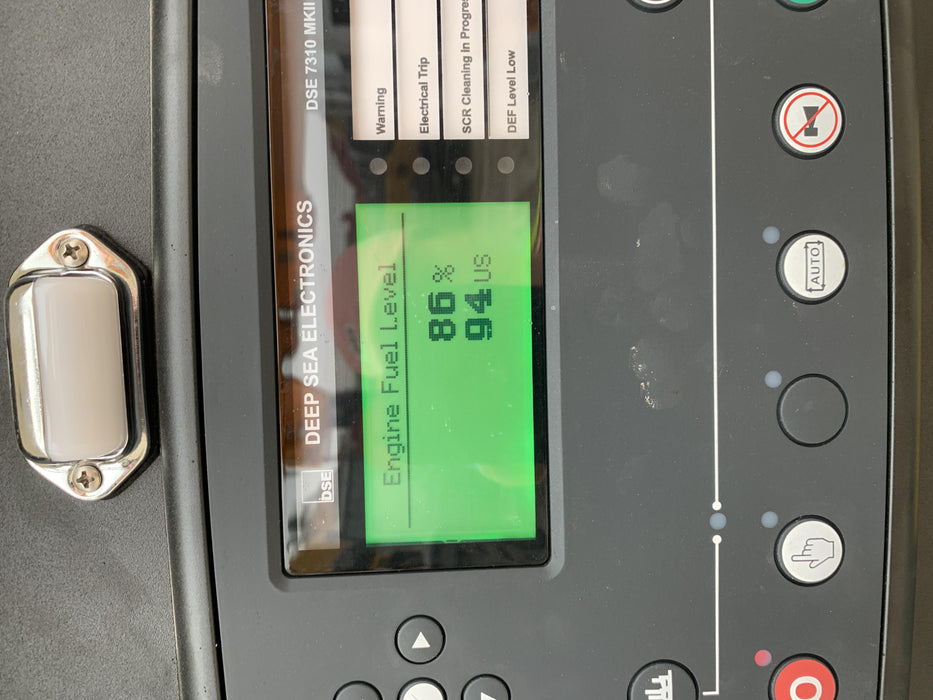 DSE
DEEP SEA ELECTRONICS
DSE 7310 MKII
Engine Fuel Level
86 %
94 US
Warning
Electrical Trip
SCR Cleaning In Progres
DEF Level Low
AUTO